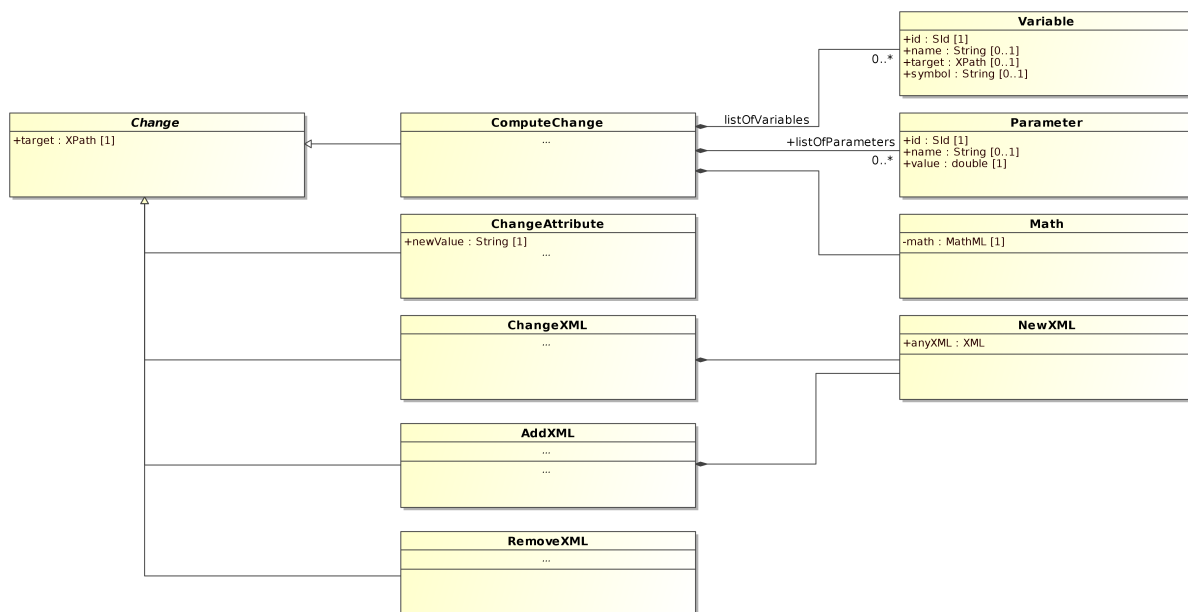 Variable
+id : SId [1]
+name : String [0..1]
+target : XPath [0..1]
+symbol : String [0..1]
0..*
listOfVariables
Change
+target : XPath [1]
ComputeChange
...
+listOfParameters
0..*
Parameter
+id : SId [1]
+name : String [0..1]
+value : double [1]
ChangeAttribute
+newValue : String [1]
...
Math
-math : MathML [1]
ChangeXML
...
NewXML
+anyXML : XML
AddXML
...
...
RemoveXML
...